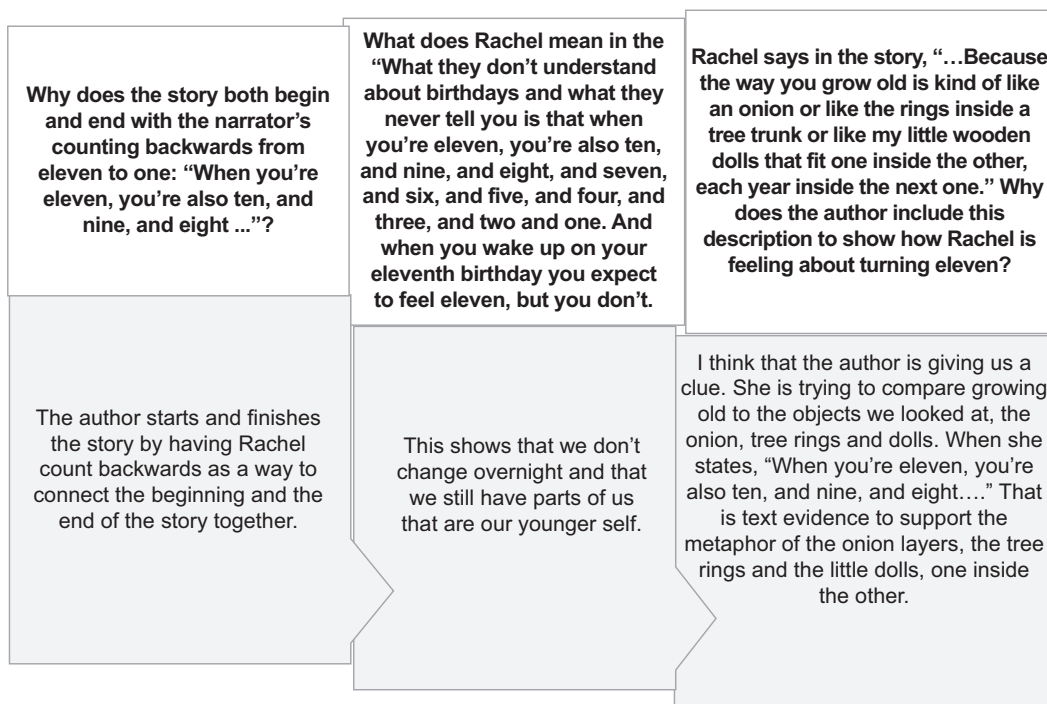 Why does the story both begin
and end with the narrator’s
counting backwards from
eleven to one: “When you’re
eleven, you’re also ten, and
nine, and eight ...”?
The author starts and finishes
the story by having Rachel
count backwards as a way to
connect the beginning and the
end of the story together.
What does Rachel mean in the
“What they don’t understand
about birthdays and what they
never tell you is that when
you’re eleven, you’re also ten,
and nine, and eight, and seven,
and six, and five, and four, and
three, and two and one. And
when you wake up on your
eleventh birthday you expect
to feel eleven, but you don’t.
This shows that we don’t
change overnight and that
we still have parts of us
that are our younger self.
Rachel says in the story, “…Because
the way you grow old is kind of like
an onion or like the rings inside a
tree trunk or like my little wooden
dolls that fit one inside the other,
each year inside the next one.” Why
does the author include this
description to show how Rachel is
feeling about turning eleven?
I think that the author is giving us a
clue. She is trying to compare growing
old to the objects we looked at, the
onion, tree rings and dolls. When she
states, “When you’re eleven, you’re
also ten, and nine, and eight….” That
is text evidence to support the
metaphor of the onion layers, the tree
rings and the little dolls, one inside
the other.